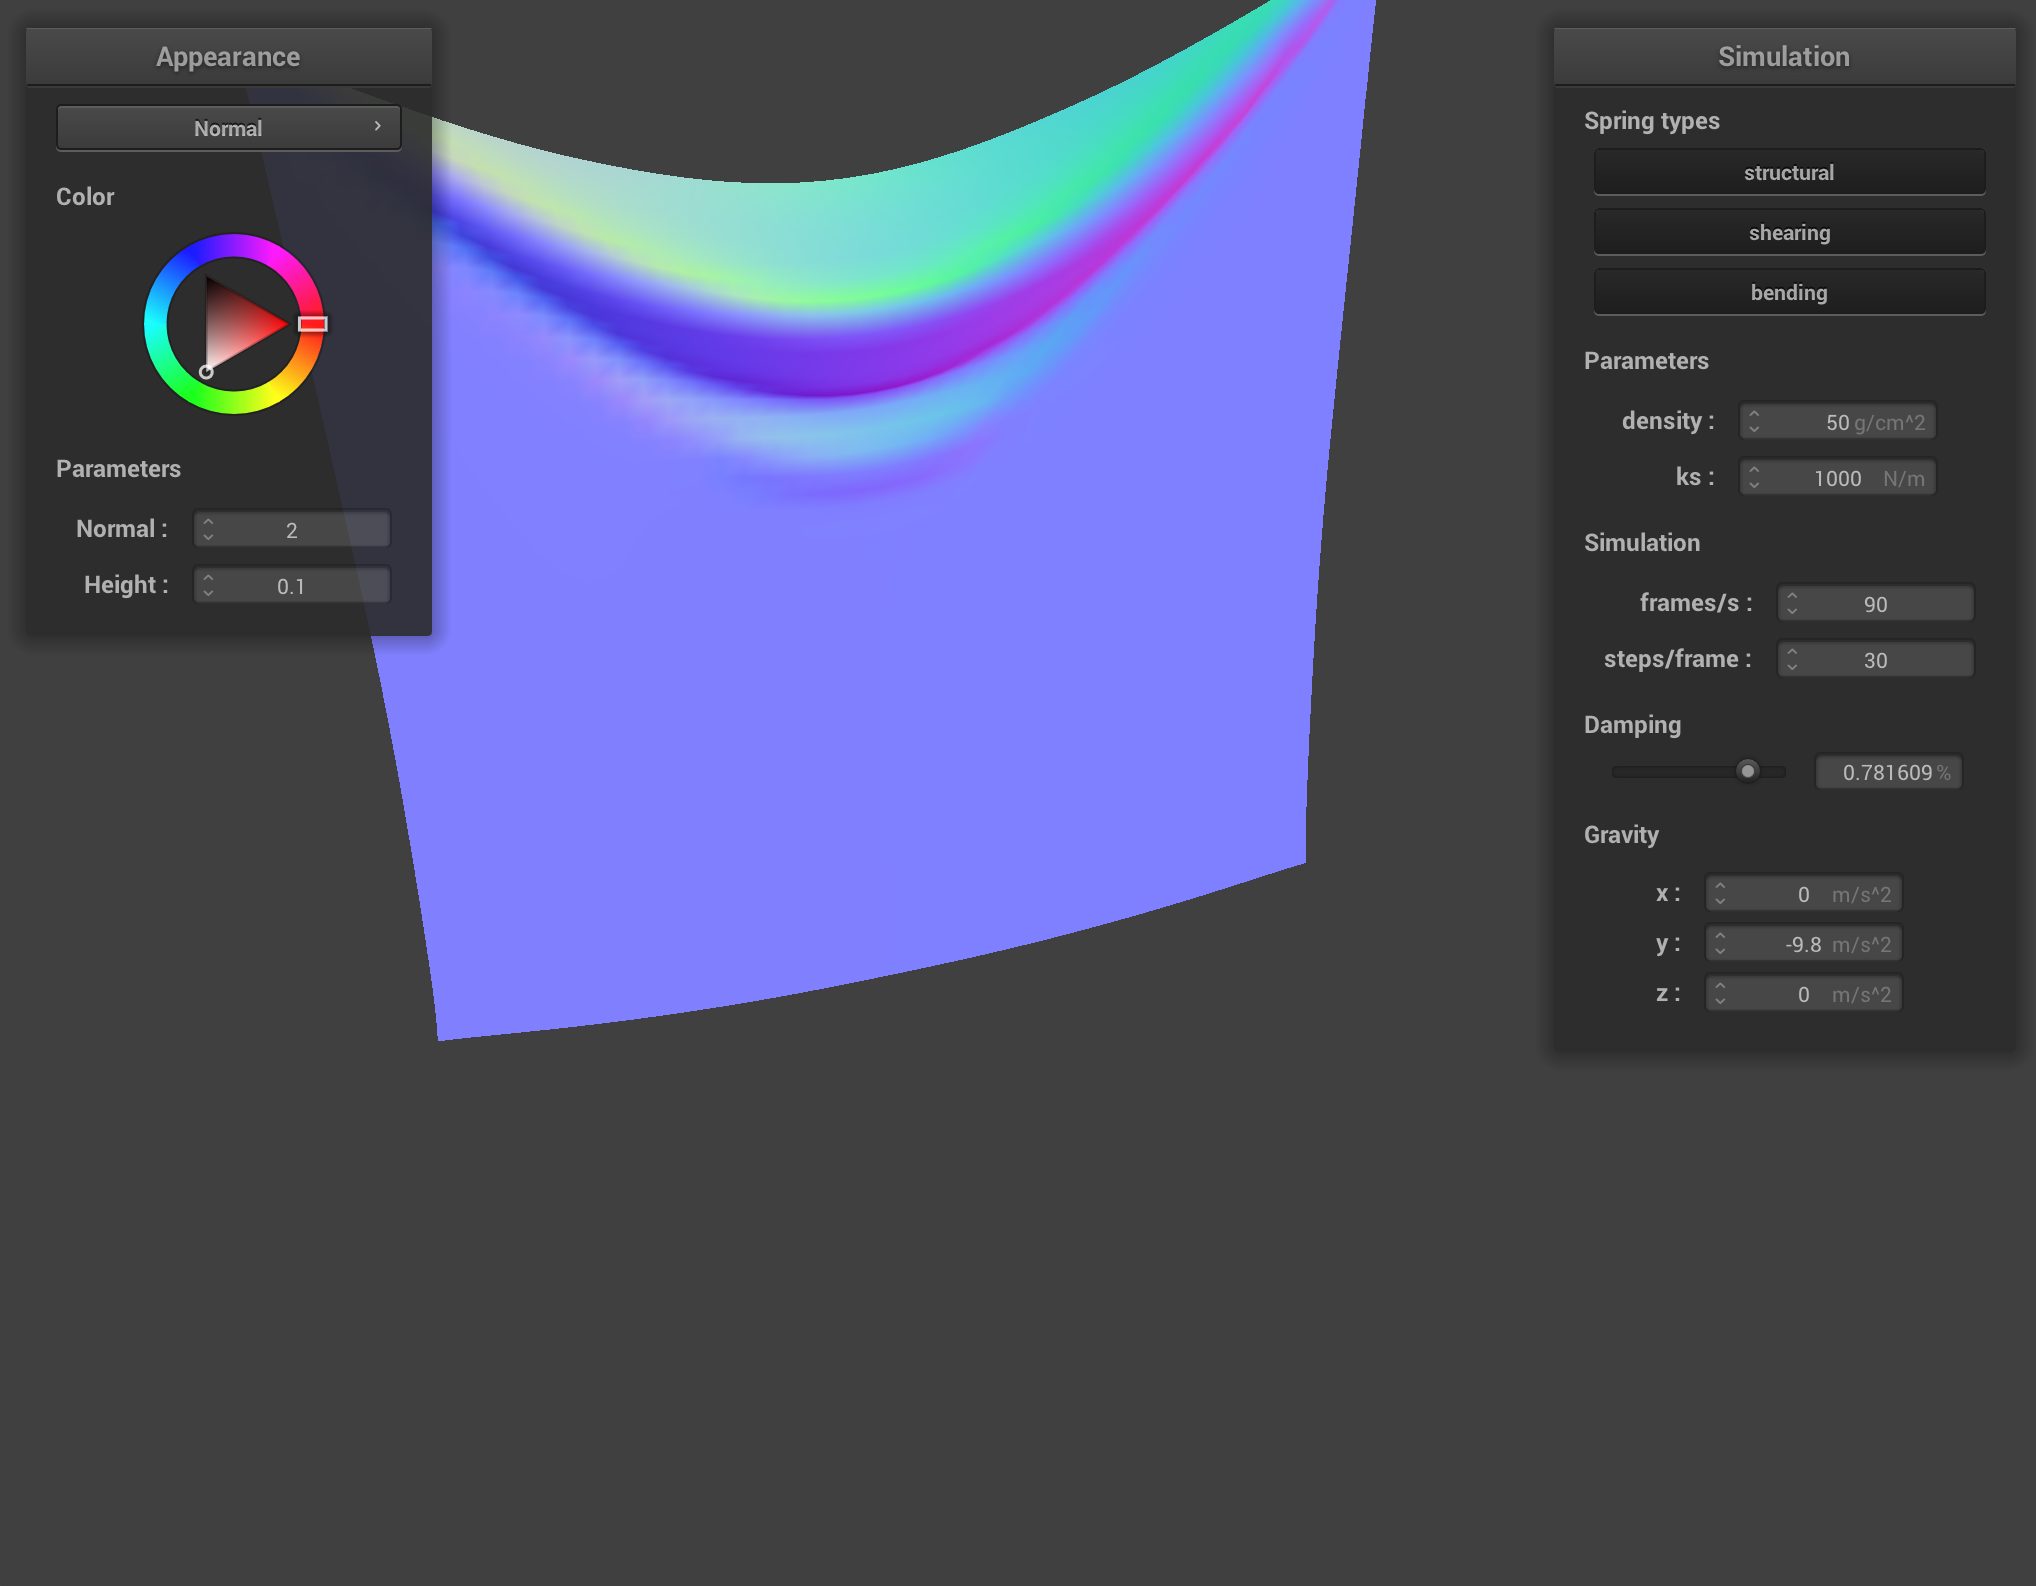 Appearance
Normal
Color
Parameters
Normal :
2
Height :
0.1
Simulation
Spring types
structural
shearing
bending
Parameters
density :
50 g/cm^2
ks :
1000 N/m
Simulation
frames/s :
90
steps/frame :
30
Damping
0.781609 %
Gravity
x :
0 m/s^2
y :
-9.8 m/s^2
z :
0 m/s^2